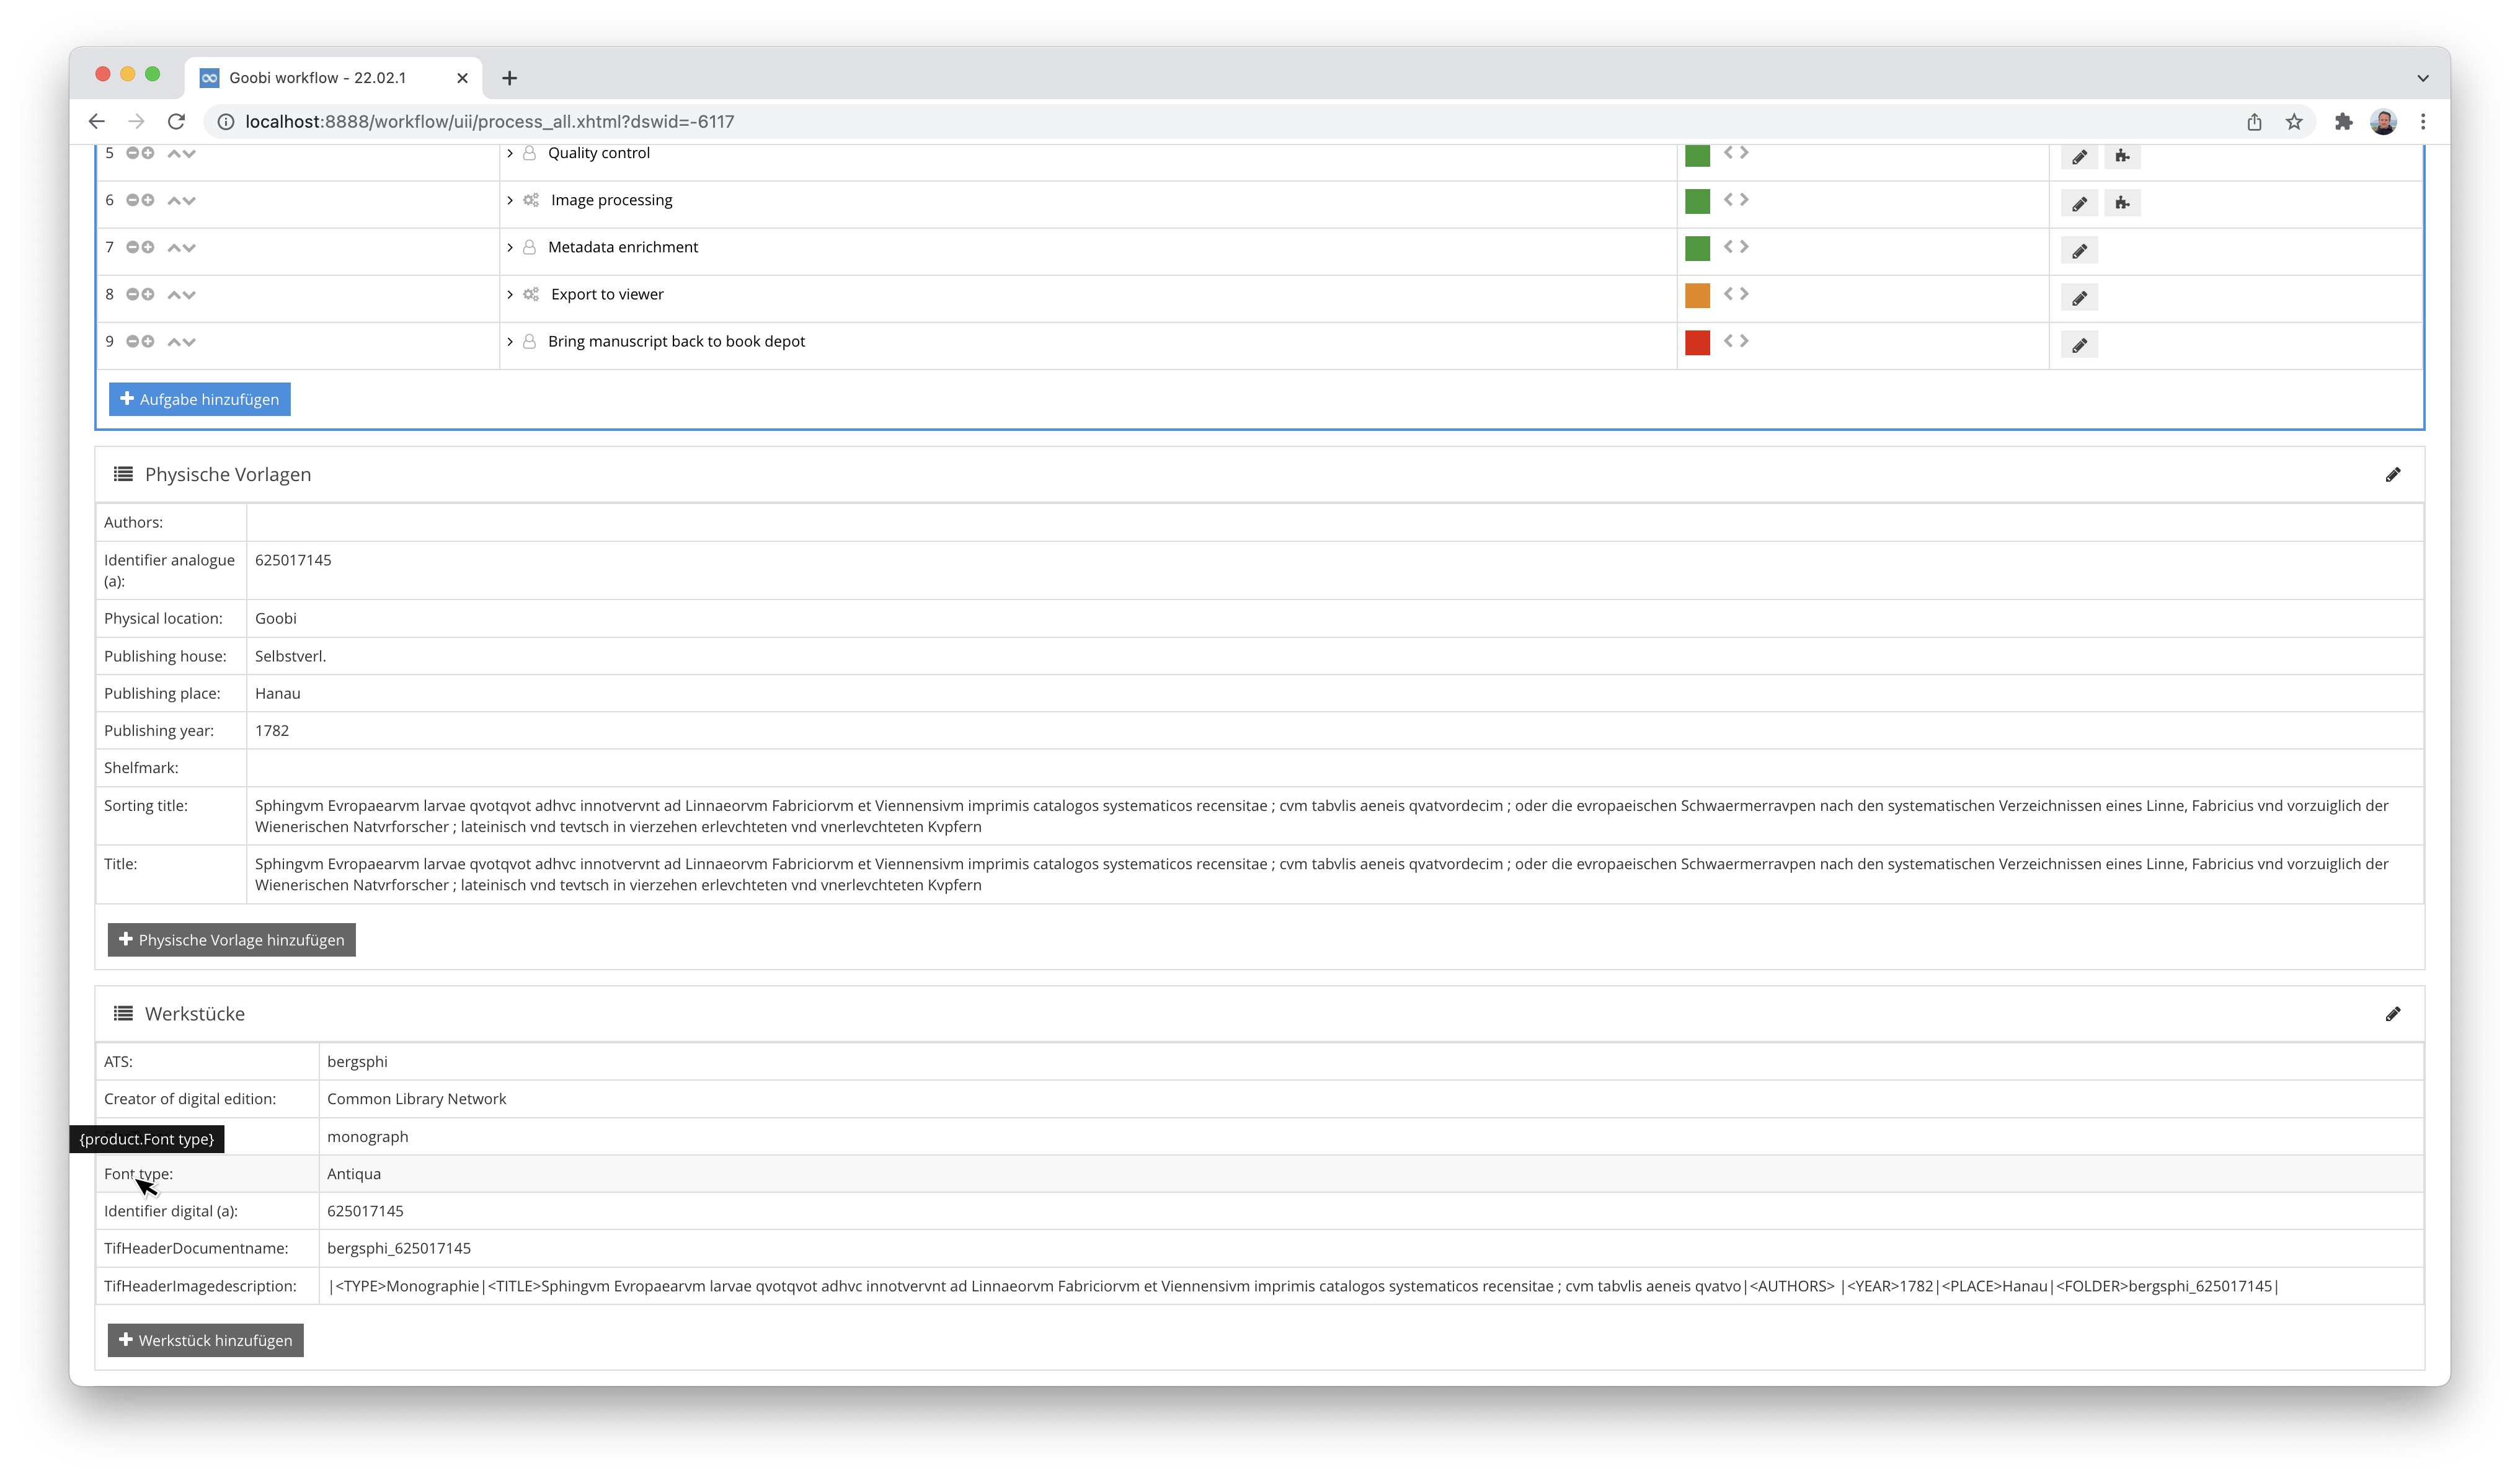 Goobi workflow - 22.02.1
localhost:8888/workflow/uii/process_all.xhtml?dswid=-6117
5 Quality control
6 Image processing
7 Metadata enrichment
8 Export to viewer
9 Bring manuscript back to book depot
Aufgabe hinzufügen
Physische Vorlagen
Authors:
Identifier analogue 625017145
(a):
Physical location: Goobi
Publishing house: Selbstverl.
Publishing place: Hanau
Publishing year: 1782
Shelfmark:
Sorting title: Sphingvm Evropaearvm larvae qvotqvot adhvc innotvervnt ad Linnaeorvm Fabriciorvm et Viennensivm imprimis catalogos systematicos recensitae ; cvm tabvlis aeneis qvatvordecim ; oder die evropaeischen Schwaermerravpen nach den systematischen Verzeichnissen eines Linne, Fabricius vnd vorzuiglich der
Wienerischen Natvrforscher ; lateinisch vnd tevtsch in vierzehen erlevchteten vnd vnerlevchteten Kvpfern
Title: Sphingvm Evropaearvm larvae qvotqvot adhvc innotvervnt ad Linnaeorvm Fabriciorvm et Viennensivm imprimis catalogos systematicos recensitae ; cvm tabvlis aeneis qvatvordecim ; oder die evropaeischen Schwaermerravpen nach den systematischen Verzeichnissen eines Linne, Fabricius vnd vorzuiglich der
Wienerischen Natvrforscher ; lateinisch vnd tevtsch in vierzehen erlevchteten vnd vnerlevchteten Kvpfern
Physische Vorlage hinzufügen
Werkstücke
ATS: bergsphi
Creator of digital edition: Common Library Network
{product.Font type} monograph
Font type: Antiqua
Identifier digital (a): 625017145
TifHeaderDocumentname: bergsphi_625017145
TifHeaderImagedescription: |<TYPE>Monographie|<TITLE>Sphingvm Evropaearvm larvae qvotqvot adhvc innotvervnt ad Linnaeorvm Fabriciorvm et Viennensivm imprimis catalogos systematicos recensitae ; cvm tabvlis aeneis qvatvo|<AUTHORS> |<YEAR>1782|<PLACE>Hanau|<FOLDER>bergsphi_625017145|
Werkstück hinzufügen